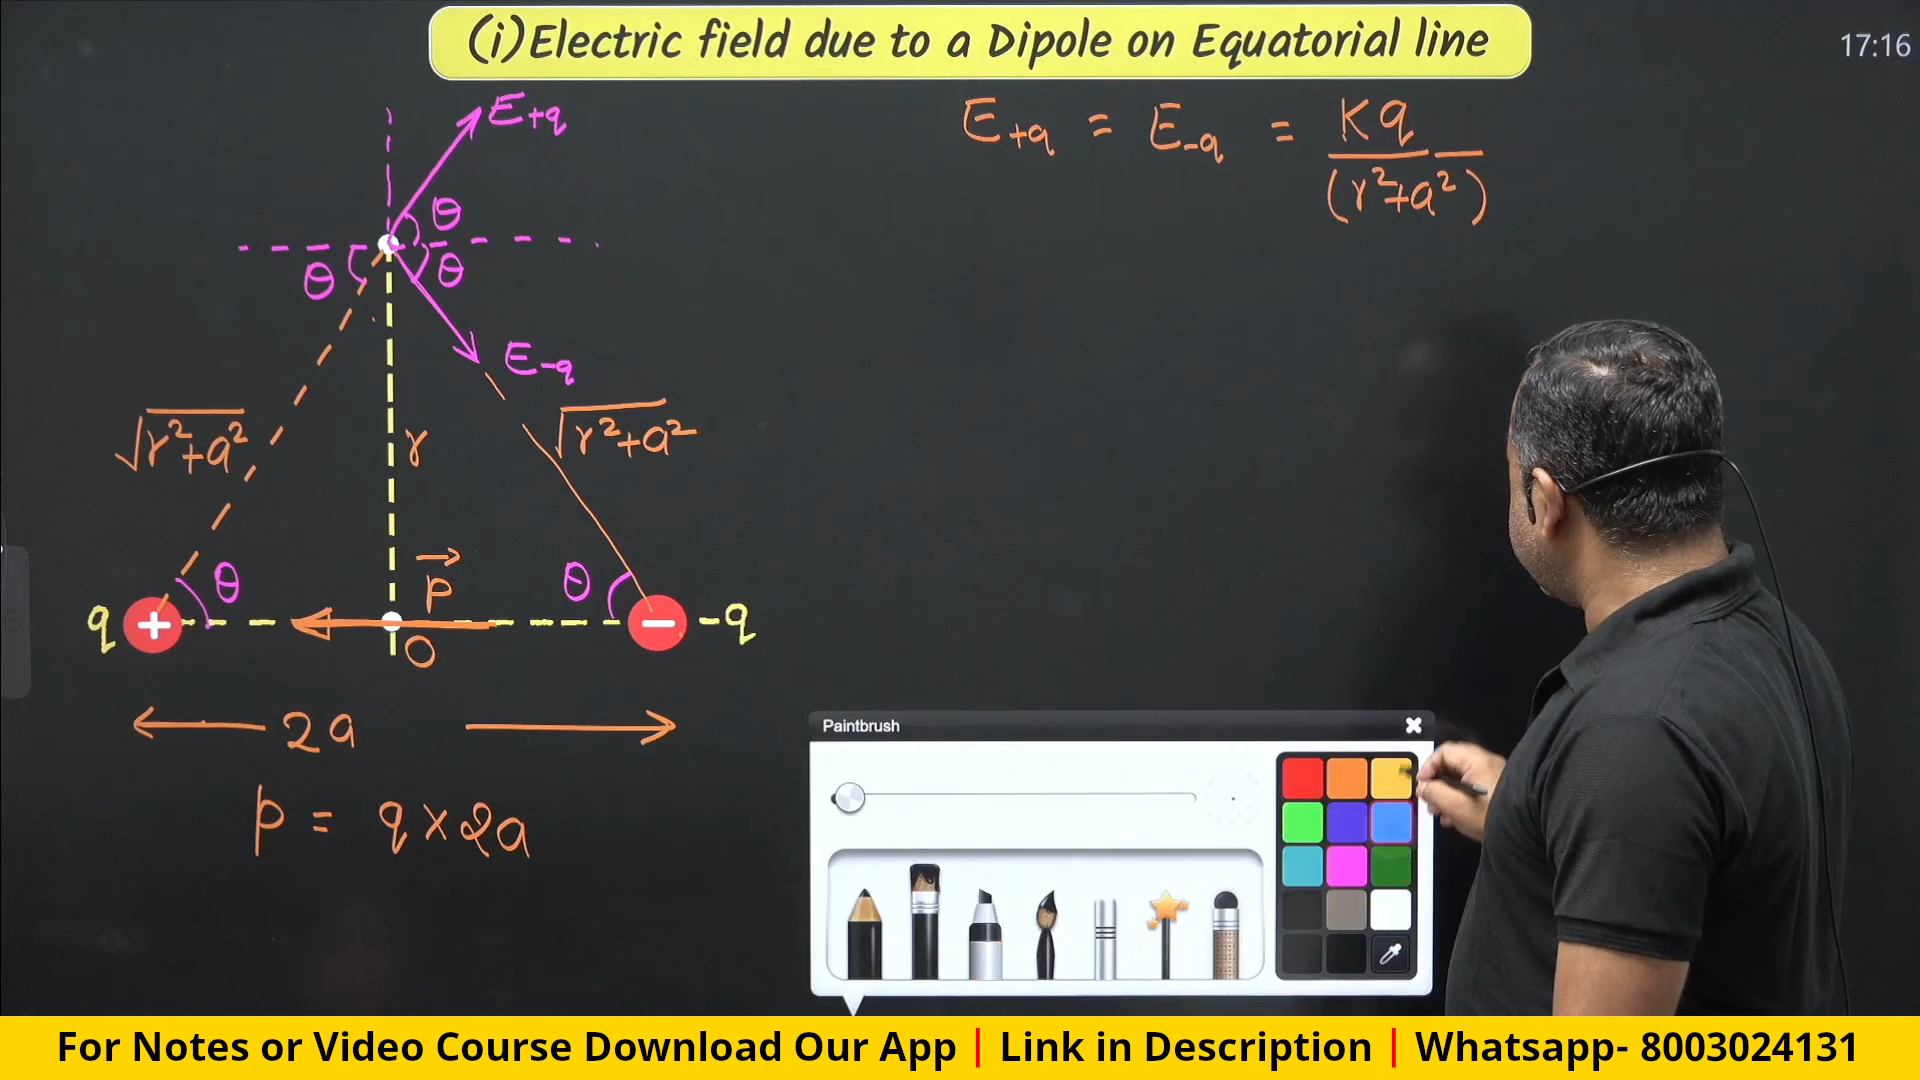 (i)Electric field due to a Dipole on Equatorial line
17:16
E+q
θ
θ
θ
E-q
√r²+a²
r
√r²+a²
θ
p⃗
θ
q
+
O
−
-q
2a
p = q×2a
E+q = E-q = Kq
(r²+a²)
Paintbrush
For Notes or Video Course Download Our App | Link in Description | Whatsapp- 8003024131